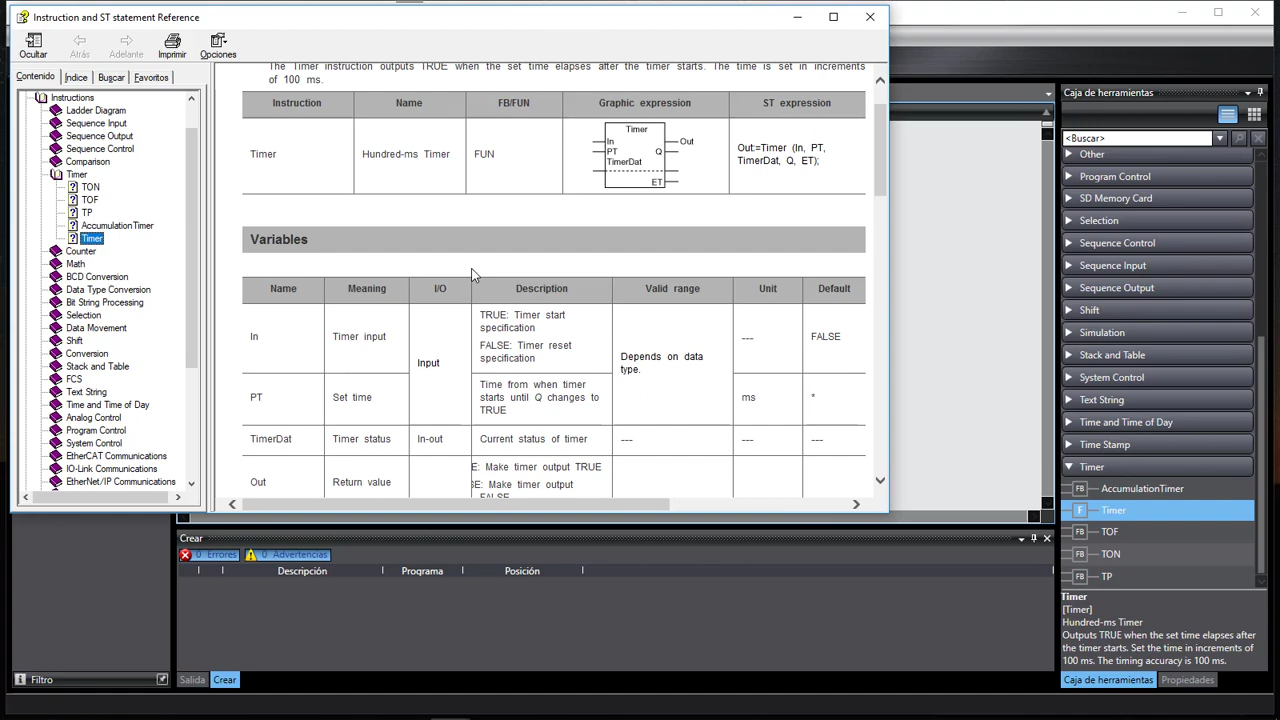 Instruction and ST statement Reference
Ocultar
Atrás
Adelante
Imprimir
Opciones
Contenido
Índice
Buscar
Favoritos
Instructions
Ladder Diagram
Sequence Input
Sequence Output
Sequence Control
Comparison
Timer
TON
TOF
TP
AccumulationTimer
Timer
Counter
Math
BCD Conversion
Data Type Conversion
Bit String Processing
Selection
Data Movement
Shift
Conversion
Stack and Table
FCS
Text String
Time and Time of Day
Analog Control
Program Control
System Control
EtherCAT Communications
IO-Link Communications
EtherNet/IP Communications
The Timer instruction outputs TRUE when the set time elapses after the timer starts. The time is set in increments
of 100 ms.
Instruction Name FB/FUN Graphic expression ST expression
Timer Hundred-ms Timer FUN
Timer
In Out
PT Q
TimerDat
ET
Out:=Timer (In, PT,
TimerDat, Q, ET);
Variables
Name Meaning I/O Description Valid range Unit Default
In Timer input Input
TRUE: Timer start
specification
FALSE: Timer reset
specification
Depends on data
type.
--- FALSE
PT Set time
Time from when timer
starts until Q changes to
TRUE
ms *
TimerDat Timer status In-out Current status of timer --- --- ---
Out Return value
E: Make timer output TRUE
SE: Make timer output
FALSE
Caja de herramientas
<Buscar>
Other
Program Control
SD Memory Card
Selection
Sequence Control
Sequence Input
Sequence Output
Shift
Simulation
Stack and Table
System Control
Text String
Time and Time of Day
Time Stamp
Timer
FB AccumulationTimer
F Timer
FB TOF
FB TON
FB TP
Timer
[Timer]
Hundred-ms Timer
Outputs TRUE when the set time elapses after
the timer starts. Set the time in increments of
100 ms. The timing accuracy is 100 ms.
Caja de herramientas Propiedades
Crear
0 Errores 0 Advertencias
Descripción Programa Posición
Filtro
Salida Crear